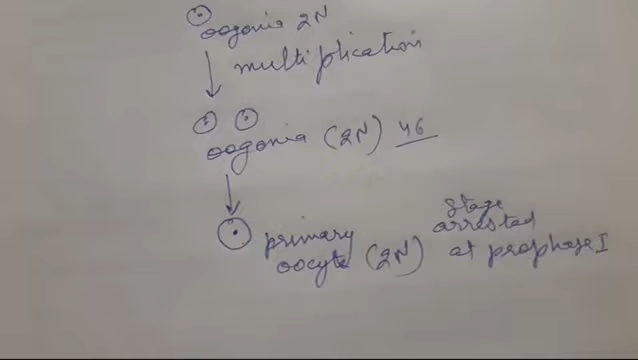 oogonia 2N
multiplication
oogonia (2N) 46
primary
oocyte (2N)
stage
arrested
at prophase I